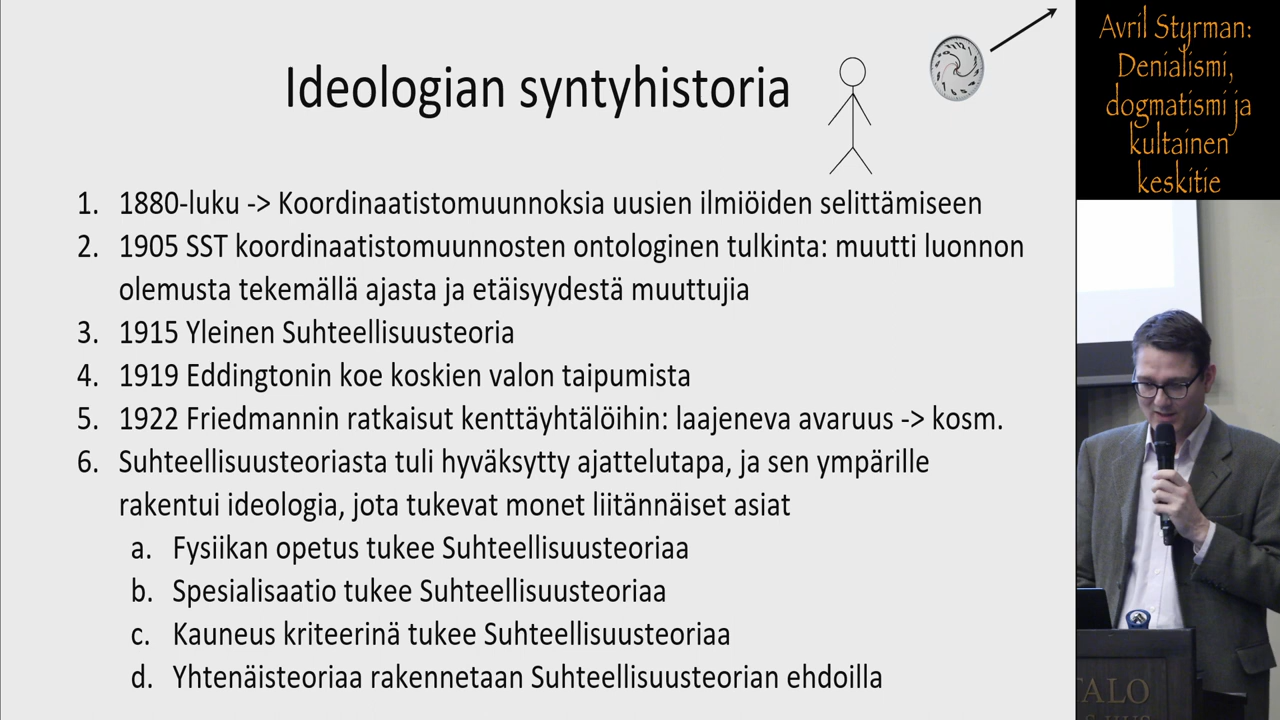 Ideologian syntyhistoria
1. 1880-luku -> Koordinaatistomuunnoksia uusien ilmiöiden selittämiseen
2. 1905 SST koordinaatistomuunnosten ontologinen tulkinta: muutti luonnon
olemusta tekemällä ajasta ja etäisyydestä muuttujia
3. 1915 Yleinen Suhteellisuusteoria
4. 1919 Eddingtonin koe koskien valon taipumista
5. 1922 Friedmannin ratkaisut kenttäyhtälöihin: laajeneva avaruus -> kosm.
6. Suhteellisuusteoriasta tuli hyväksytty ajattelutapa, ja sen ympärille
rakentui ideologia, jota tukevat monet liitännäiset asiat
a. Fysiikan opetus tukee Suhteellisuusteoriaa
b. Spesialisaatio tukee Suhteellisuusteoriaa
c. Kauneus kriteerinä tukee Suhteellisuusteoriaa
d. Yhtenäisteoriaa rakennetaan Suhteellisuusteorian ehdoilla
Avril Styrman:
Denialismi,
dogmatismi ja
kultainen
keskitie
TALO